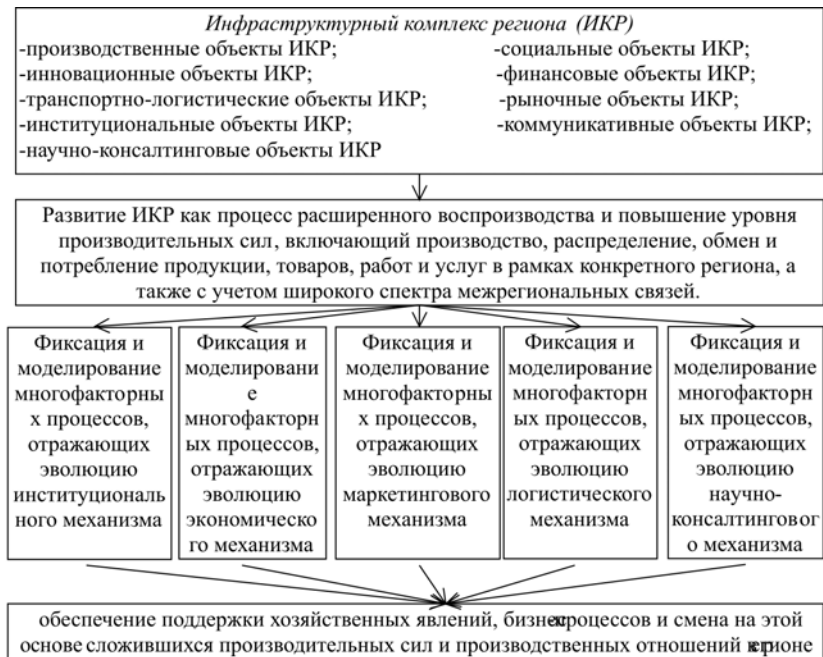 Инфраструктурный комплекс региона (ИКР)
-производственные объекты ИКР;
-инновационные объекты ИКР;
-транспортно-логистические объекты ИКР;
-институциональные объекты ИКР;
-научно-консалтинговые объекты ИКР
-социальные объекты ИКР;
-финансовые объекты ИКР;
-рыночные объекты ИКР;
-коммуникативные объекты ИКР;
Развитие ИКР как процесс расширенного воспроизводства и повышение уровня
производительных сил, включающий производство, распределение, обмен и
потребление продукции, товаров, работ и услуг в рамках конкретного региона, а
также с учетом широкого спектра межрегиональных связей.
Фиксация и
моделирование
многофакторны
х процессов,
отражающих
эволюцию
институциональ
ного механизма
Фиксация и
моделировани
е
многофакторн
ых процессов,
отражающих
эволюцию
экономическо
го механизма
Фиксация и
моделирование
многофакторны
х процессов,
отражающих
эволюцию
маркетингового
механизма
Фиксация и
моделирование
многофакторн
ых процессов,
отражающих
эволюцию
логистического
механизма
Фиксация и
моделирование
многофакторн
ых процессов,
отражающих
эволюцию
научно-
консалтинговог
о механизма
обеспечение поддержки хозяйственных явлений, бизнес-процессов и смена на этой
основе сложившихся производительных сил и производственных отношений